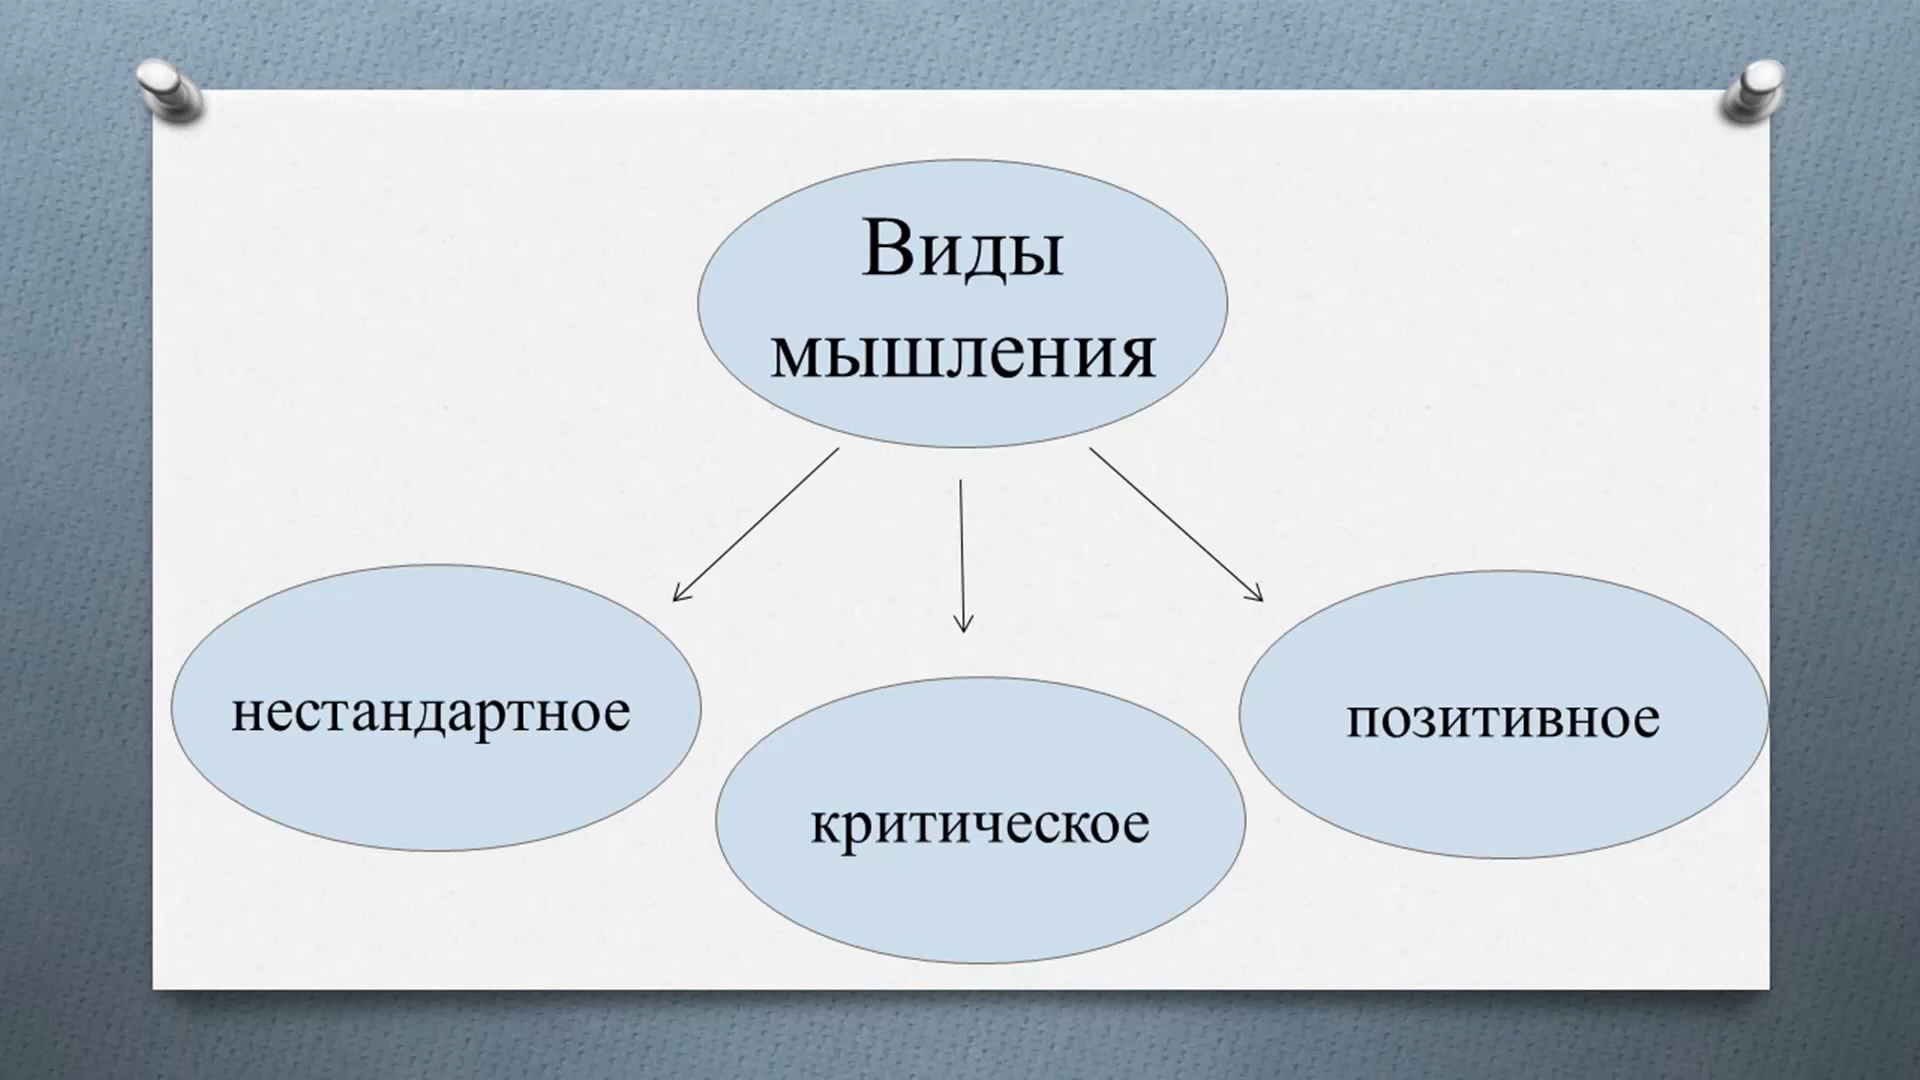 Виды
мышления
нестандартное
критическое
позитивное